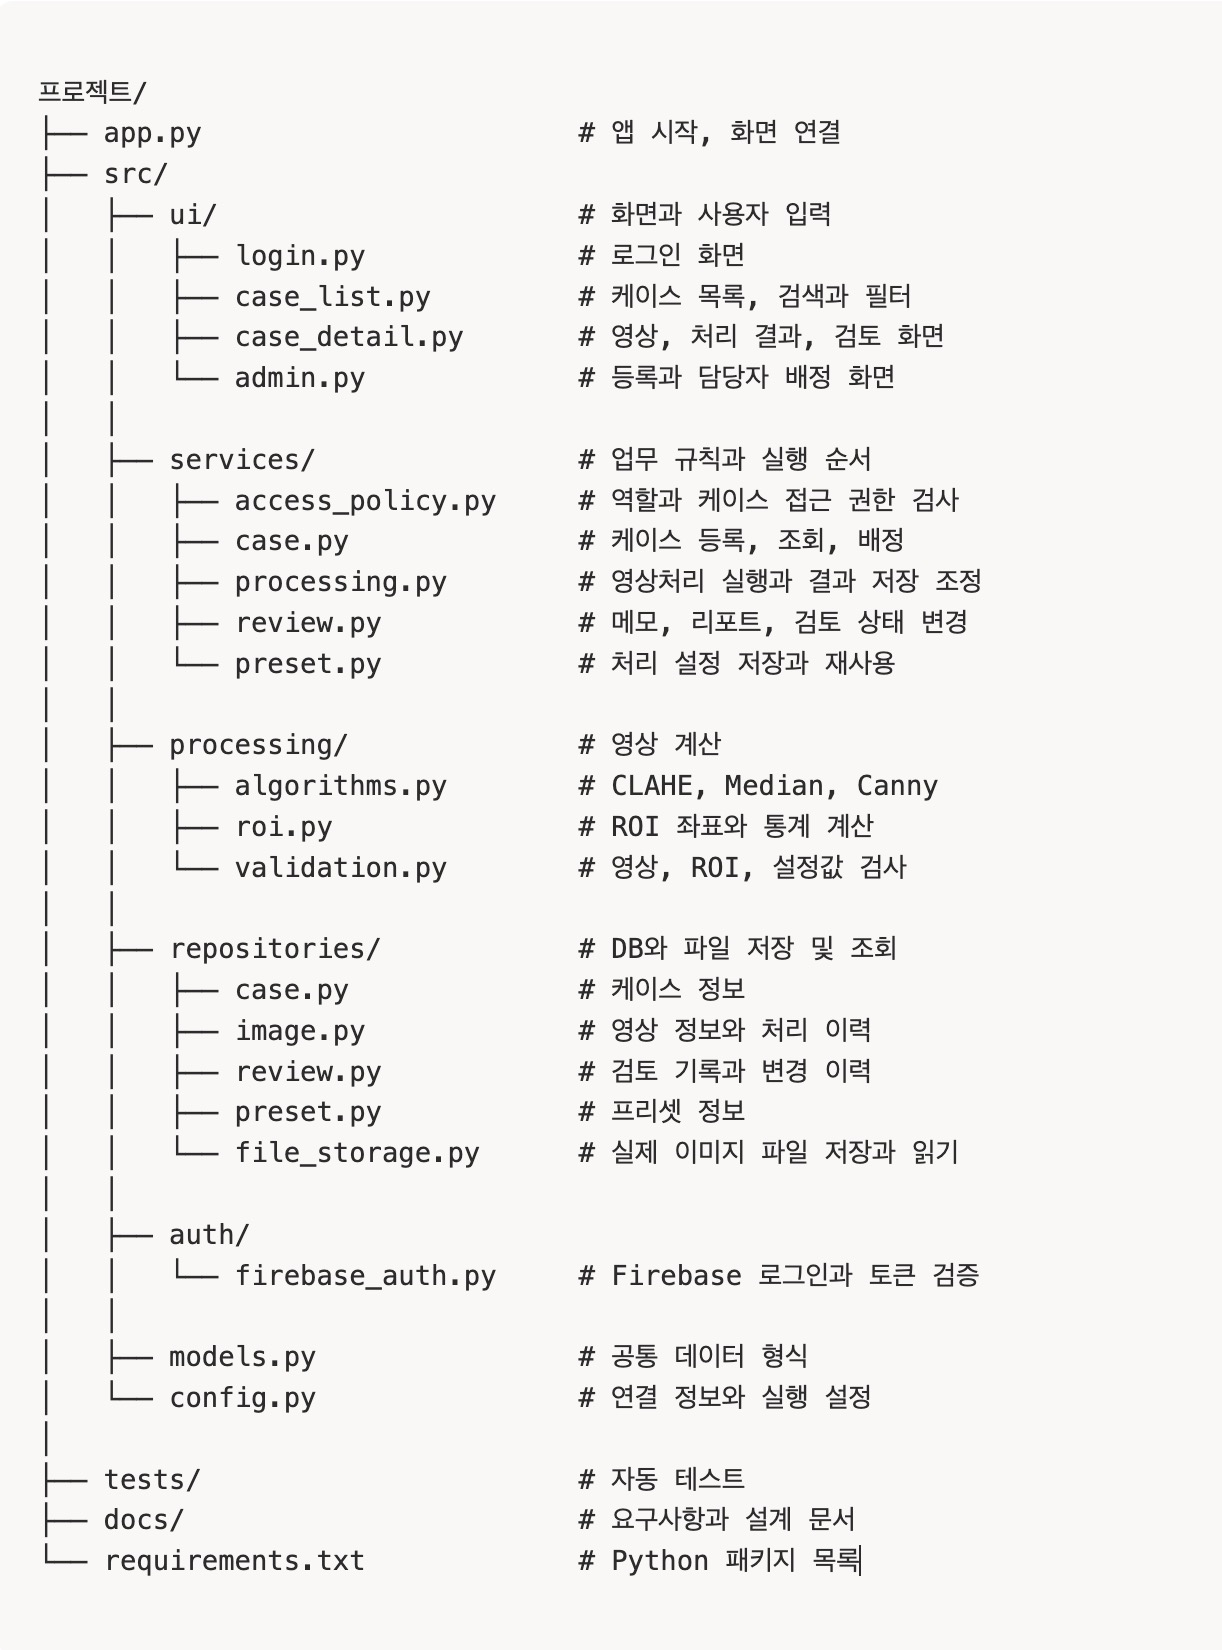 프로젝트/
├── app.py                       # 앱 시작, 화면 연결
├── src/
│   ├── ui/                      # 화면과 사용자 입력
│   │   ├── login.py             # 로그인 화면
│   │   ├── case_list.py         # 케이스 목록, 검색과 필터
│   │   ├── case_detail.py       # 영상, 처리 결과, 검토 화면
│   │   └── admin.py             # 등록과 담당자 배정 화면
│   │
│   ├── services/                # 업무 규칙과 실행 순서
│   │   ├── access_policy.py     # 역할과 케이스 접근 권한 검사
│   │   ├── case.py              # 케이스 등록, 조회, 배정
│   │   ├── processing.py        # 영상처리 실행과 결과 저장 조정
│   │   ├── review.py            # 메모, 리포트, 검토 상태 변경
│   │   └── preset.py            # 처리 설정 저장과 재사용
│   │
│   ├── processing/              # 영상 계산
│   │   ├── algorithms.py        # CLAHE, Median, Canny
│   │   ├── roi.py               # ROI 좌표와 통계 계산
│   │   └── validation.py        # 영상, ROI, 설정값 검사
│   │
│   ├── repositories/            # DB와 파일 저장 및 조회
│   │   ├── case.py              # 케이스 정보
│   │   ├── image.py             # 영상 정보와 처리 이력
│   │   ├── review.py            # 검토 기록과 변경 이력
│   │   ├── preset.py            # 프리셋 정보
│   │   └── file_storage.py      # 실제 이미지 파일 저장과 읽기
│   │
│   ├── auth/
│   │   └── firebase_auth.py     # Firebase 로그인과 토큰 검증
│   │
│   ├── models.py                # 공통 데이터 형식
│   └── config.py                # 연결 정보와 실행 설정
│
├── tests/                       # 자동 테스트
├── docs/                        # 요구사항과 설계 문서
└── requirements.txt             # Python 패키지 목록